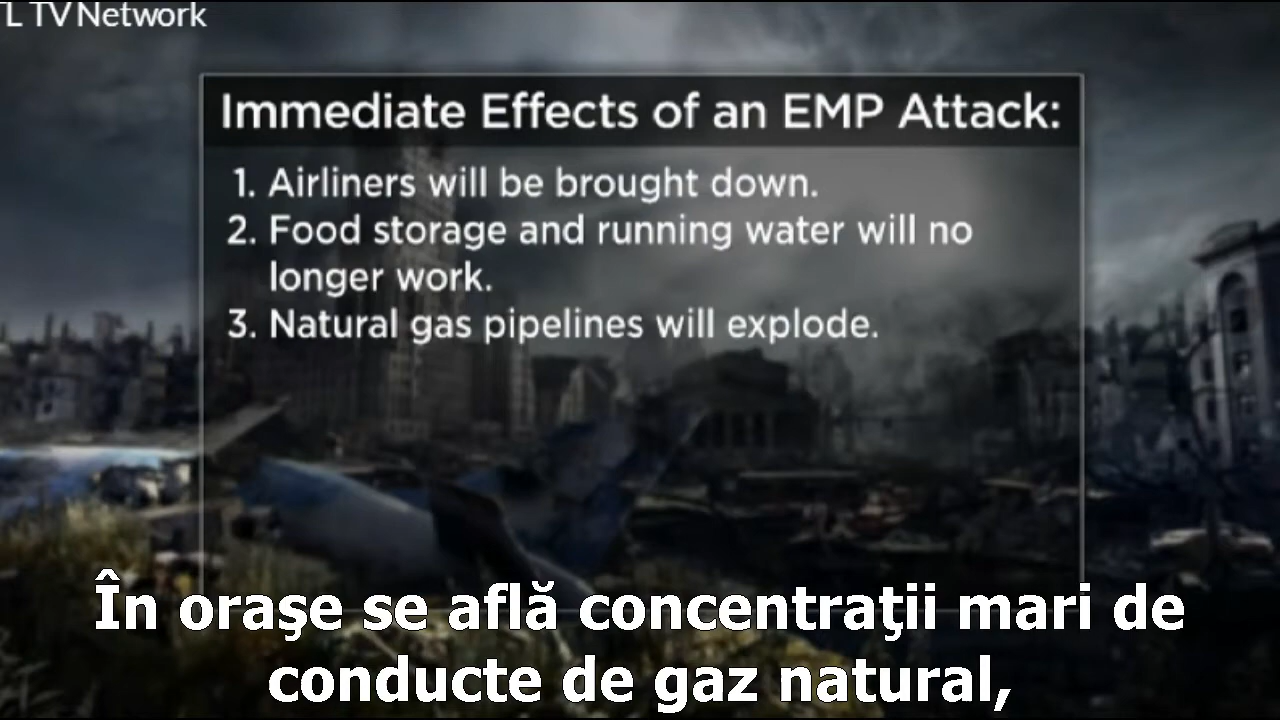 TL TV Network
Immediate Effects of an EMP Attack:
1. Airliners will be brought down.
2. Food storage and running water will no
longer work.
3. Natural gas pipelines will explode.
În oraşe se află concentraţii mari de
conducte de gaz natural,